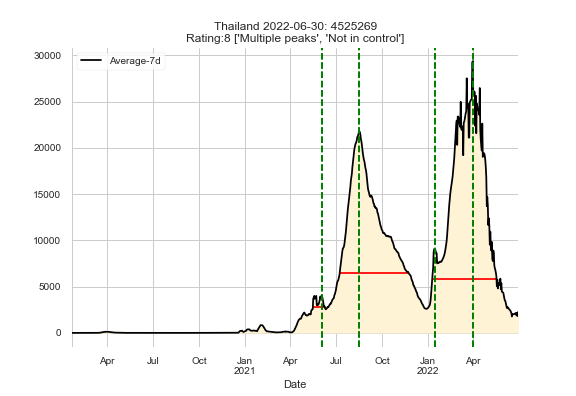 Thailand 2022-06-30: 4525269
Rating:8 ['Multiple peaks', 'Not in control']
Average-7d
30000
25000
20000
15000
10000
5000
0
Apr Jul Oct Jan Apr Jul Oct Jan Apr
2021 2022
Date